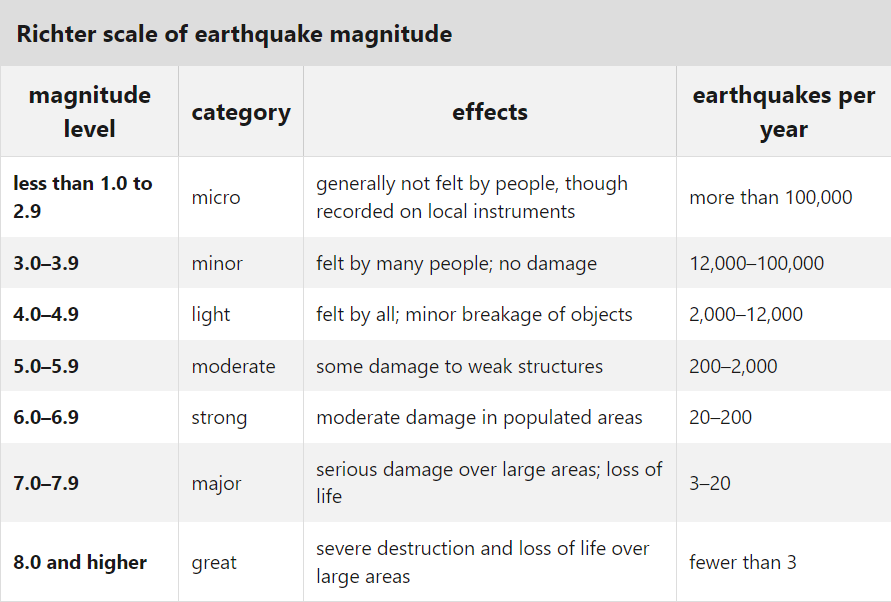 Richter scale of earthquake magnitude
magnitude
level
category
effects
earthquakes per
year
less than 1.0 to
2.9
micro
generally not felt by people, though
recorded on local instruments
more than 100,000
3.0–3.9
minor
felt by many people; no damage
12,000–100,000
4.0–4.9
light
felt by all; minor breakage of objects
2,000–12,000
5.0–5.9
moderate
some damage to weak structures
200–2,000
6.0–6.9
strong
moderate damage in populated areas
20–200
7.0–7.9
major
serious damage over large areas; loss of
life
3–20
8.0 and higher
great
severe destruction and loss of life over
large areas
fewer than 3